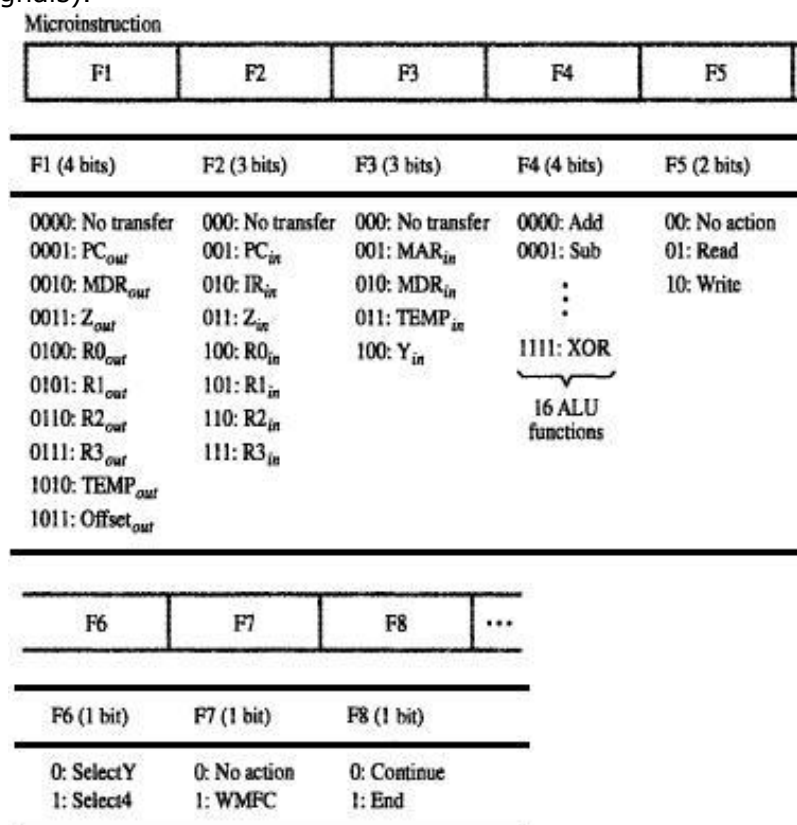 gnals).
Microinstruction
F1 F2 F3 F4 F5
F1 (4 bits) F2 (3 bits) F3 (3 bits) F4 (4 bits) F5 (2 bits)
0000: No transfer 000: No transfer 000: No transfer 0000: Add 00: No action
0001: PCout 001: PCin 001: MARin 0001: Sub 01: Read
0010: MDRout 010: IRin 010: MDRin ⋮ 10: Write
0011: Zout 011: Zin 011: TEMPin
0100: R0out 100: R0in 100: Yin 1111: XOR
0101: R1out 101: R1in
0110: R2out 110: R2in 16 ALU
0111: R3out 111: R3in functions
1010: TEMPout
1011: Offsetout
F6 F7 F8 ...
F6 (1 bit) F7 (1 bit) F8 (1 bit)
0: SelectY 0: No action 0: Continue
1: Select4 1: WMFC 1: End